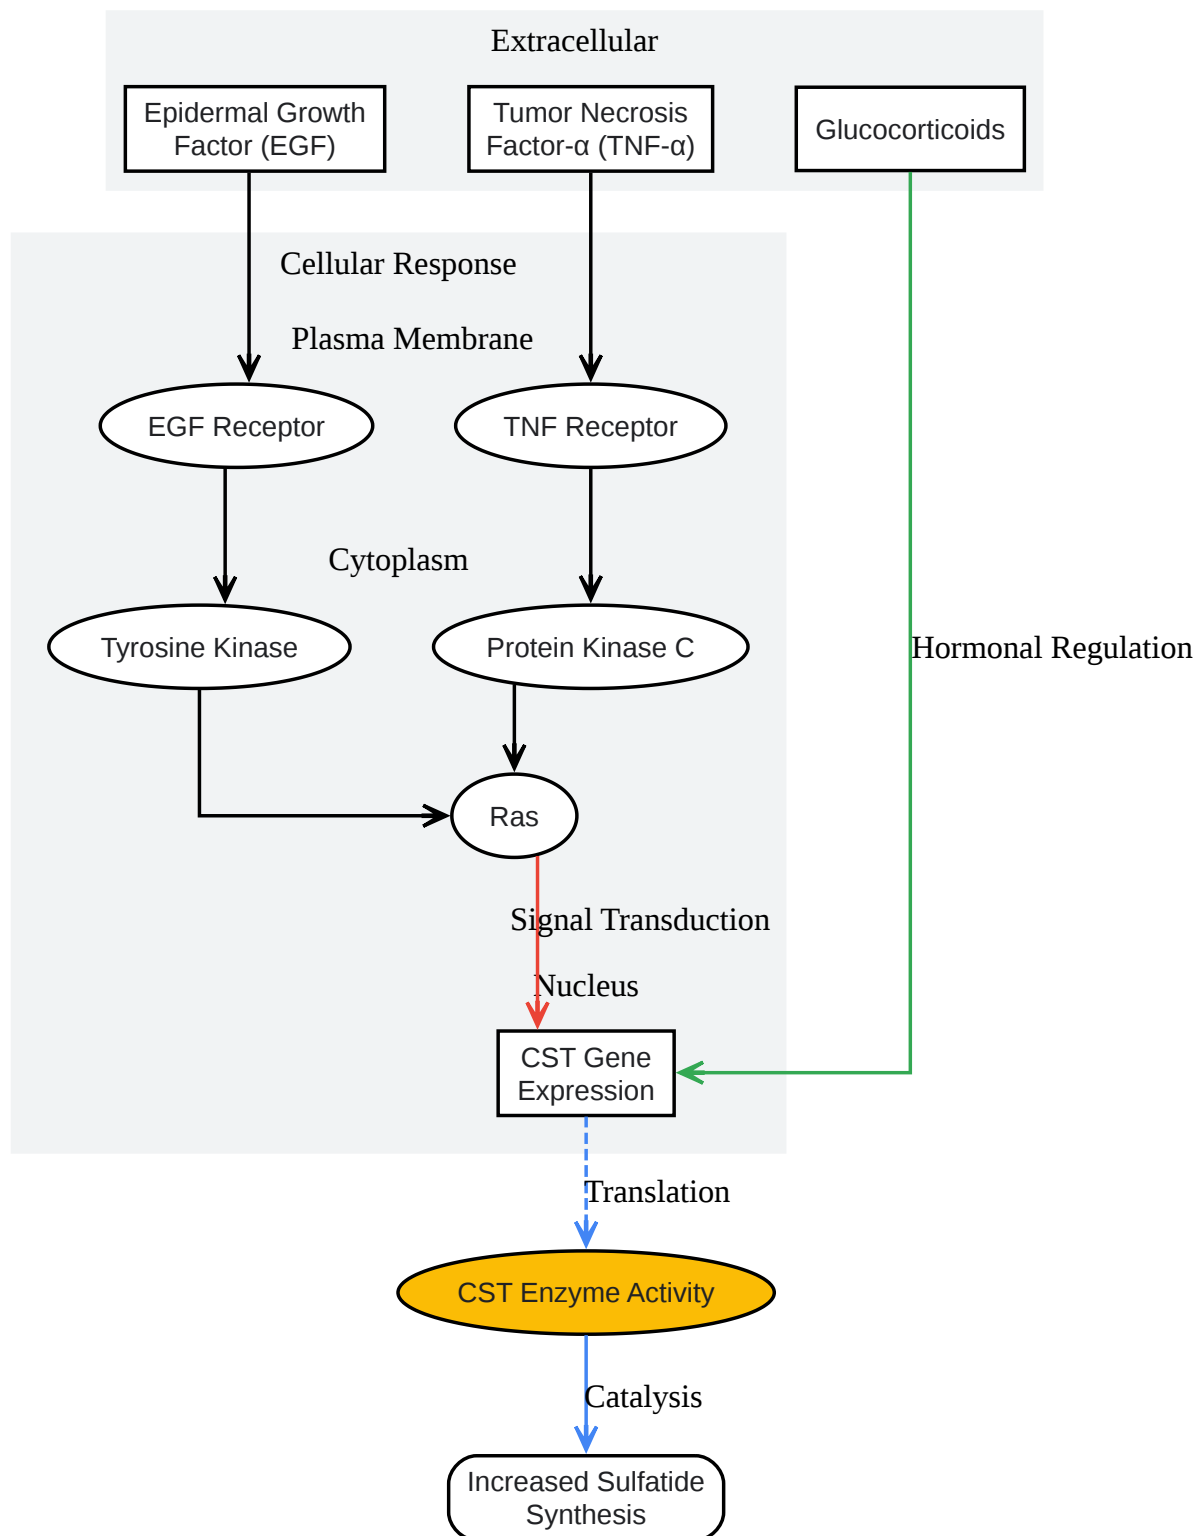 Extracellular
Epidermal Growth
Factor (EGF)
Tumor Necrosis
Factor-α (TNF-α)
Glucocorticoids
Cellular Response
Plasma Membrane
EGF Receptor
TNF Receptor
Cytoplasm
Tyrosine Kinase
Protein Kinase C
Hormonal Regulation
Ras
Signal Transduction
Nucleus
CST Gene
Expression
Translation
CST Enzyme Activity
Catalysis
Increased Sulfatide
Synthesis